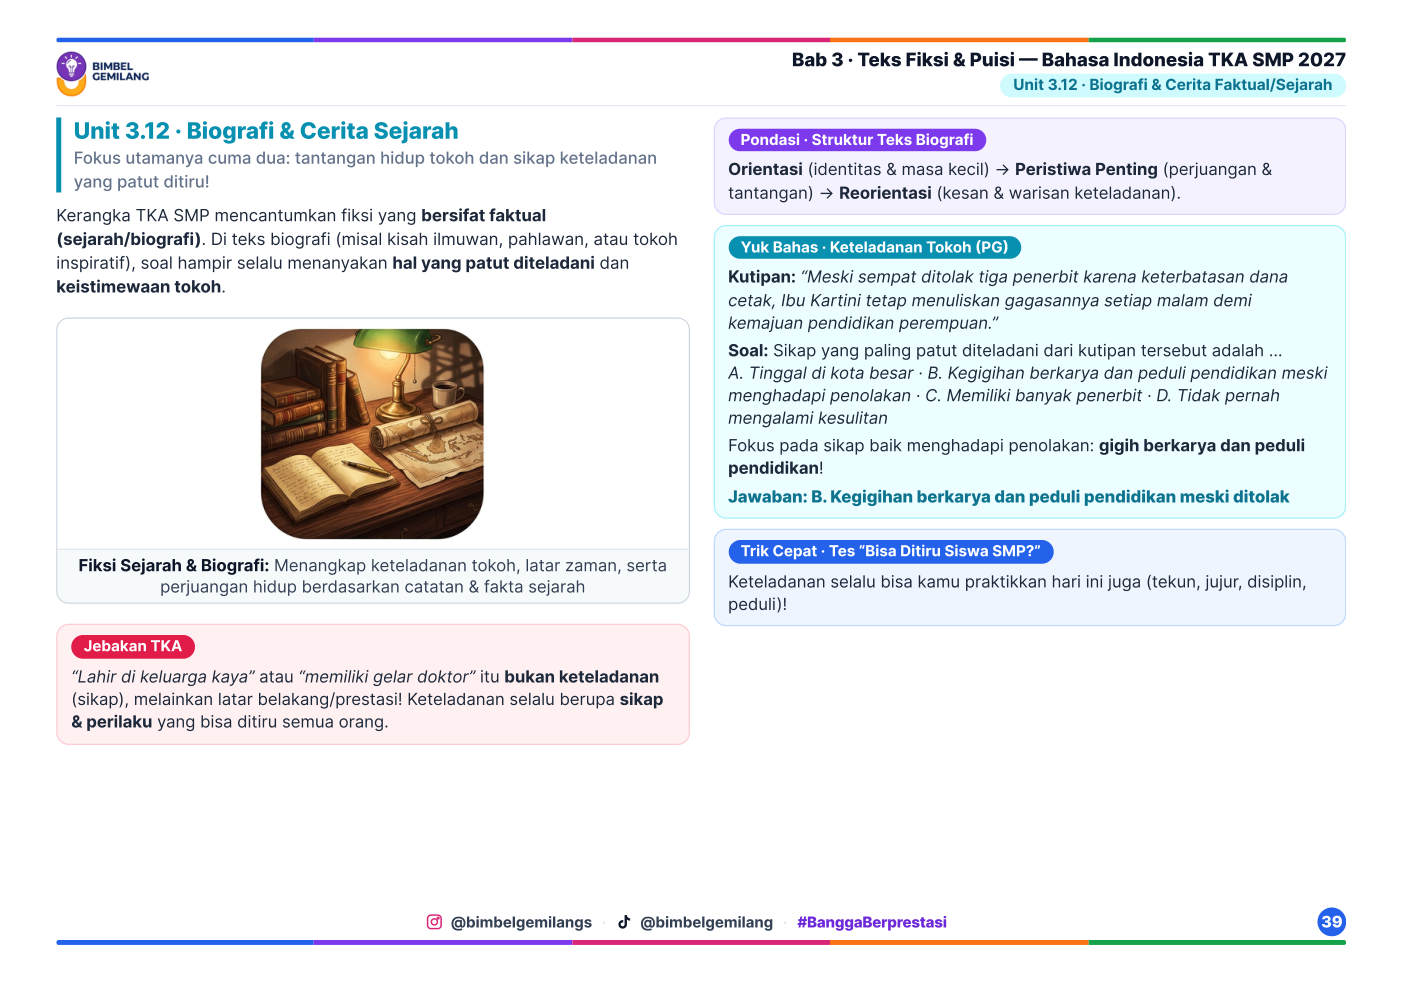 BIMBEL
GEMILANG
Bab 3 · Teks Fiksi & Puisi — Bahasa Indonesia TKA SMP 2027
Unit 3.12 · Biografi & Cerita Faktual/Sejarah
Unit 3.12 · Biografi & Cerita Sejarah
Fokus utamanya cuma dua: tantangan hidup tokoh dan sikap keteladanan
yang patut ditiru!
Kerangka TKA SMP mencantumkan fiksi yang bersifat faktual
(sejarah/biografi). Di teks biografi (misal kisah ilmuwan, pahlawan, atau tokoh
inspiratif), soal hampir selalu menanyakan hal yang patut diteladani dan
keistimewaan tokoh.
Fiksi Sejarah & Biografi: Menangkap keteladanan tokoh, latar zaman, serta
perjuangan hidup berdasarkan catatan & fakta sejarah
Jebakan TKA
“Lahir di keluarga kaya” atau “memiliki gelar doktor” itu bukan keteladanan
(sikap), melainkan latar belakang/prestasi! Keteladanan selalu berupa sikap
& perilaku yang bisa ditiru semua orang.
Pondasi · Struktur Teks Biografi
Orientasi (identitas & masa kecil) → Peristiwa Penting (perjuangan &
tantangan) → Reorientasi (kesan & warisan keteladanan).
Yuk Bahas · Keteladanan Tokoh (PG)
Kutipan: “Meski sempat ditolak tiga penerbit karena keterbatasan dana
cetak, Ibu Kartini tetap menuliskan gagasannya setiap malam demi
kemajuan pendidikan perempuan.”
Soal: Sikap yang paling patut diteladani dari kutipan tersebut adalah ...
A. Tinggal di kota besar · B. Kegigihan berkarya dan peduli pendidikan meski
menghadapi penolakan · C. Memiliki banyak penerbit · D. Tidak pernah
mengalami kesulitan
Fokus pada sikap baik menghadapi penolakan: gigih berkarya dan peduli
pendidikan!
Jawaban: B. Kegigihan berkarya dan peduli pendidikan meski ditolak
Trik Cepat · Tes “Bisa Ditiru Siswa SMP?”
Keteladanan selalu bisa kamu praktikkan hari ini juga (tekun, jujur, disiplin,
peduli)!
@bimbelgemilangs · @bimbelgemilang · #BanggaBerprestasi
39